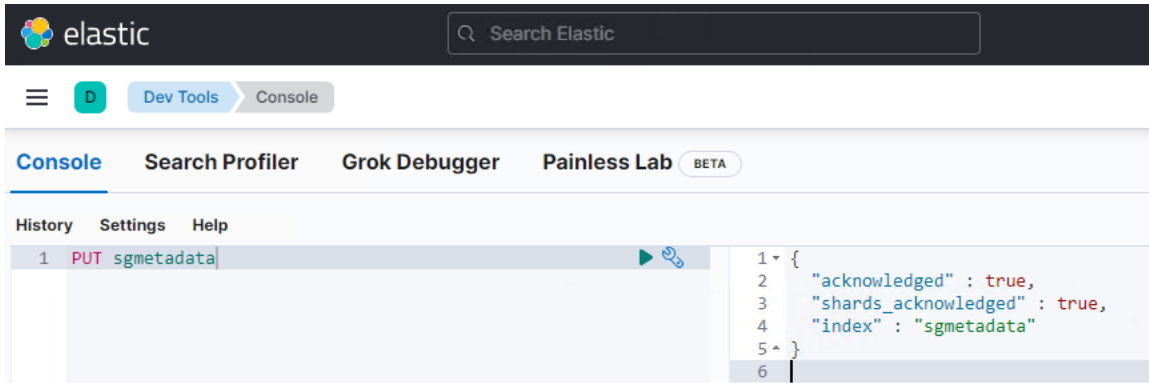 elastic
Search Elastic
D
Dev Tools
Console
Console
Search Profiler
Grok Debugger
Painless Lab
BETA
History
Settings
Help
1 PUT sgmetadata
1 {
2 "acknowledged" : true,
3 "shards_acknowledged" : true,
4 "index" : "sgmetadata"
5 }
6